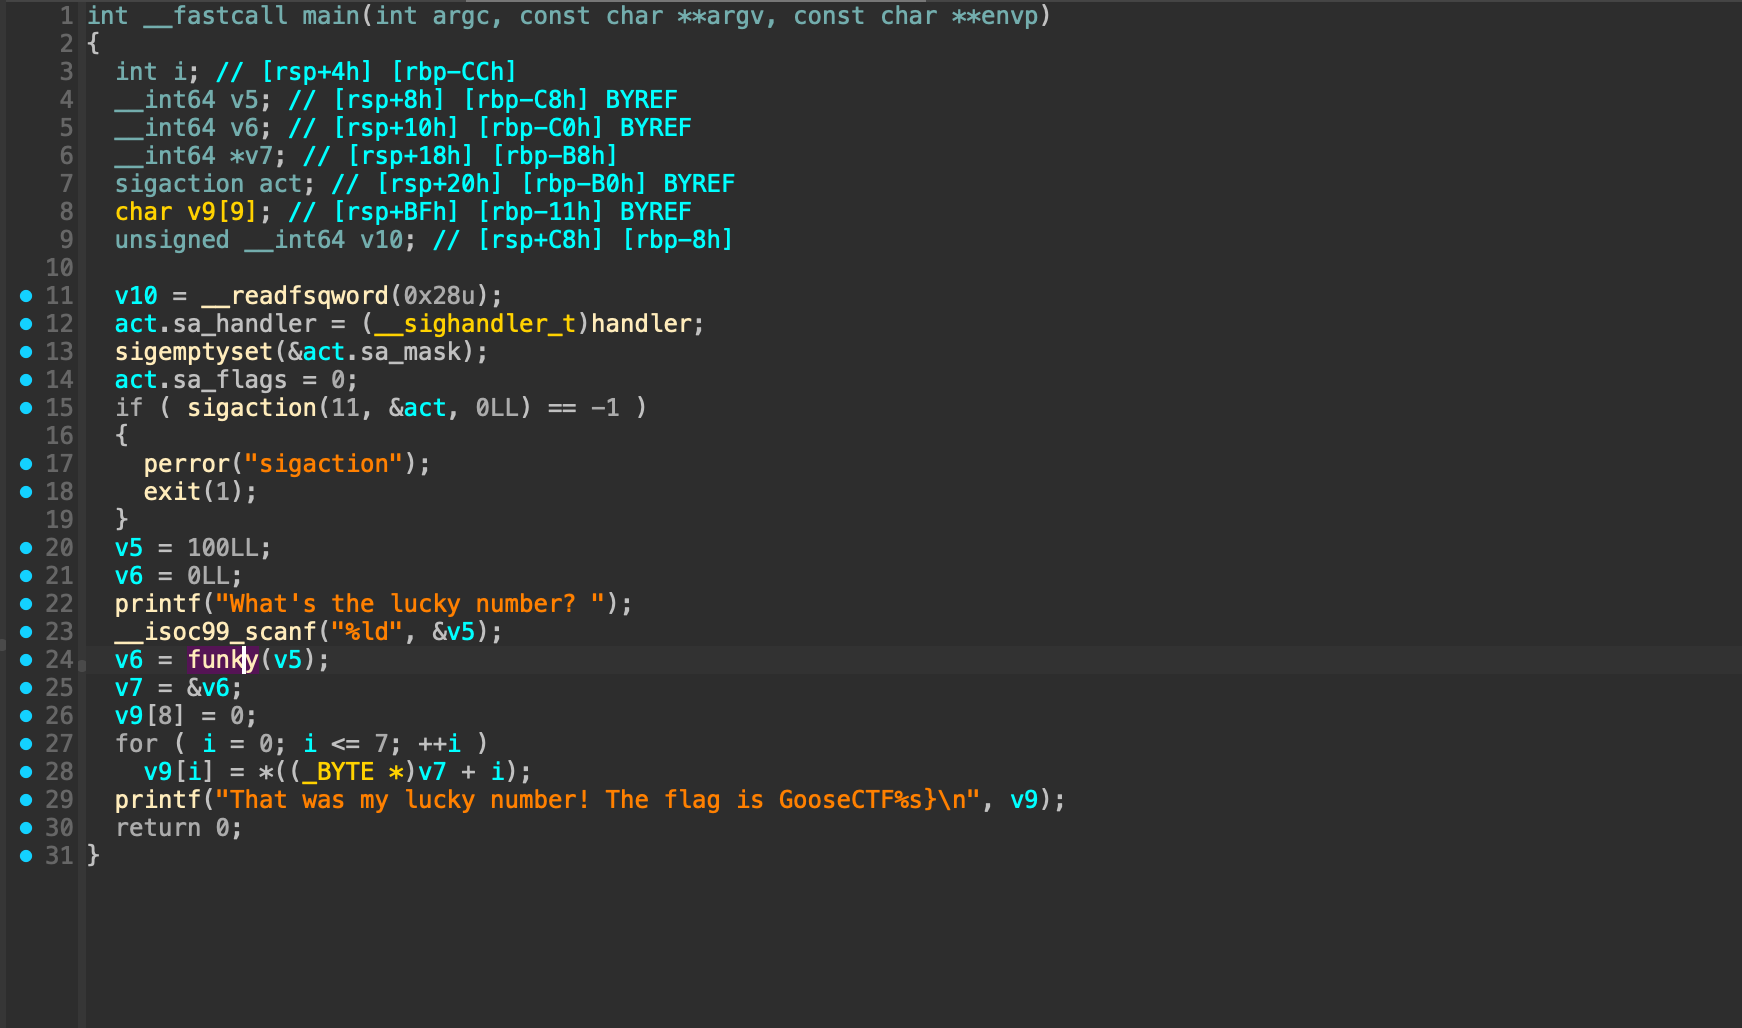 1 int __fastcall main(int argc, const char **argv, const char **envp)
2 {
3   int i; // [rsp+4h] [rbp-CCh]
4   __int64 v5; // [rsp+8h] [rbp-C8h] BYREF
5   __int64 v6; // [rsp+10h] [rbp-C0h] BYREF
6   __int64 *v7; // [rsp+18h] [rbp-B8h]
7   sigaction act; // [rsp+20h] [rbp-B0h] BYREF
8   char v9[9]; // [rsp+BFh] [rbp-11h] BYREF
9   unsigned __int64 v10; // [rsp+C8h] [rbp-8h]
10
11   v10 = __readfsqword(0x28u);
12   act.sa_handler = (__sighandler_t)handler;
13   sigemptyset(&act.sa_mask);
14   act.sa_flags = 0;
15   if ( sigaction(11, &act, 0LL) == -1 )
16   {
17     perror("sigaction");
18     exit(1);
19   }
20   v5 = 100LL;
21   v6 = 0LL;
22   printf("What's the lucky number? ");
23   __isoc99_scanf("%ld", &v5);
24   v6 = funky(v5);
25   v7 = &v6;
26   v9[8] = 0;
27   for ( i = 0; i <= 7; ++i )
28     v9[i] = *((_BYTE *)v7 + i);
29   printf("That was my lucky number! The flag is GooseCTF%s}\n", v9);
30   return 0;
31 }